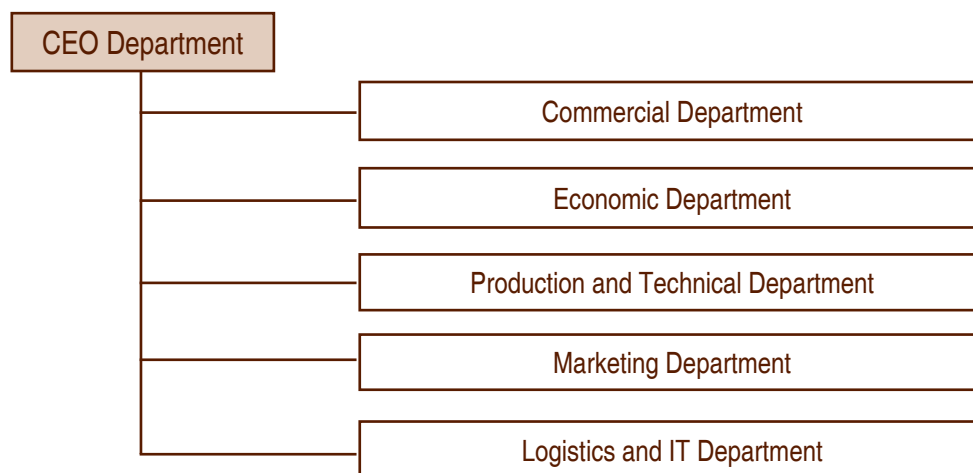 CEO Department
Commercial Department
Economic Department
Production and Technical Department
Marketing Department
Logistics and IT Department